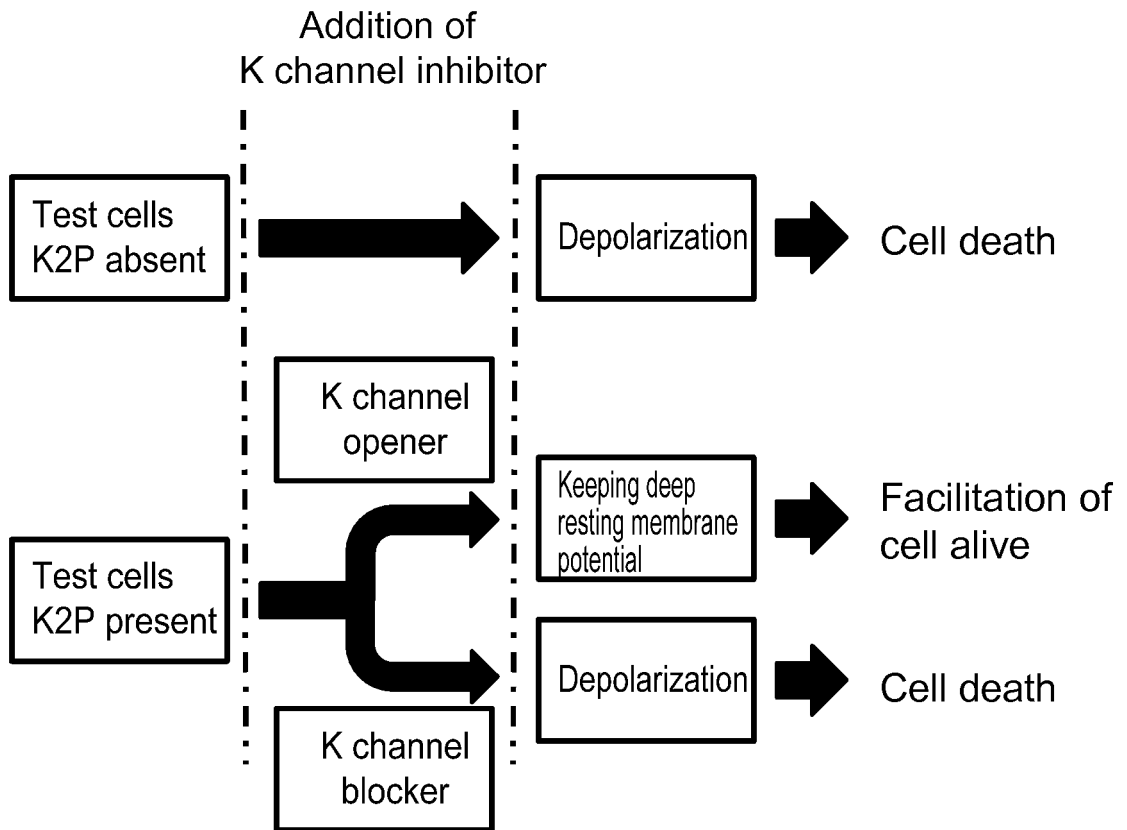 Addition of
K channel inhibitor
Test cells
K2P absent
Depolarization
Cell death
K channel
opener
Keeping deep
resting membrane
potential
Facilitation of
cell alive
Test cells
K2P present
Depolarization
Cell death
K channel
blocker